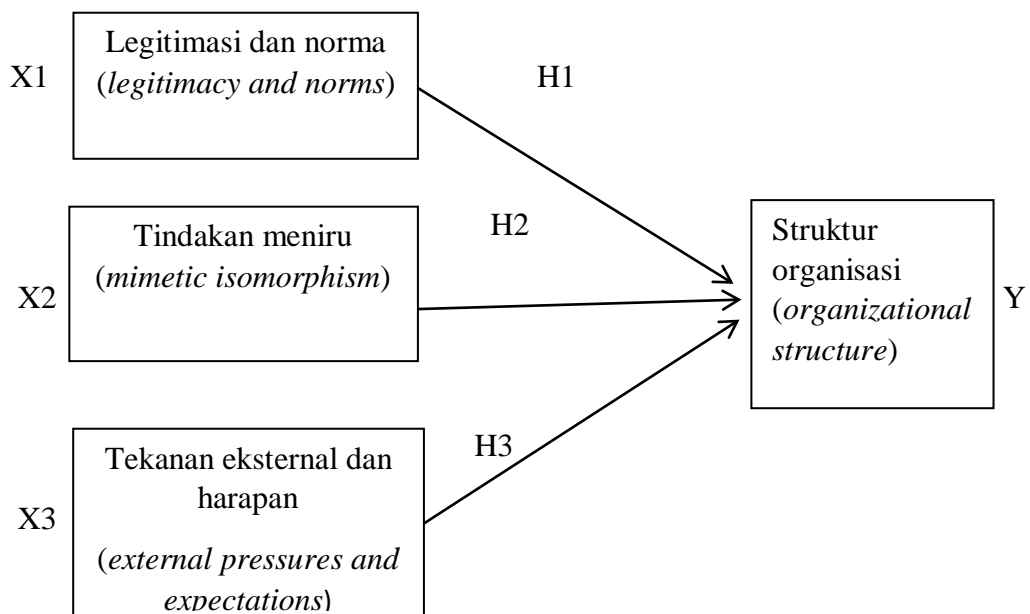 X1
Legitimasi dan norma
(legitimacy and norms)
H1
X2
Tindakan meniru
(mimetic isomorphism)
H2
X3
Tekanan eksternal dan
harapan
(external pressures and
expectations)
H3
Struktur
organisasi
(organizational
structure)
Y